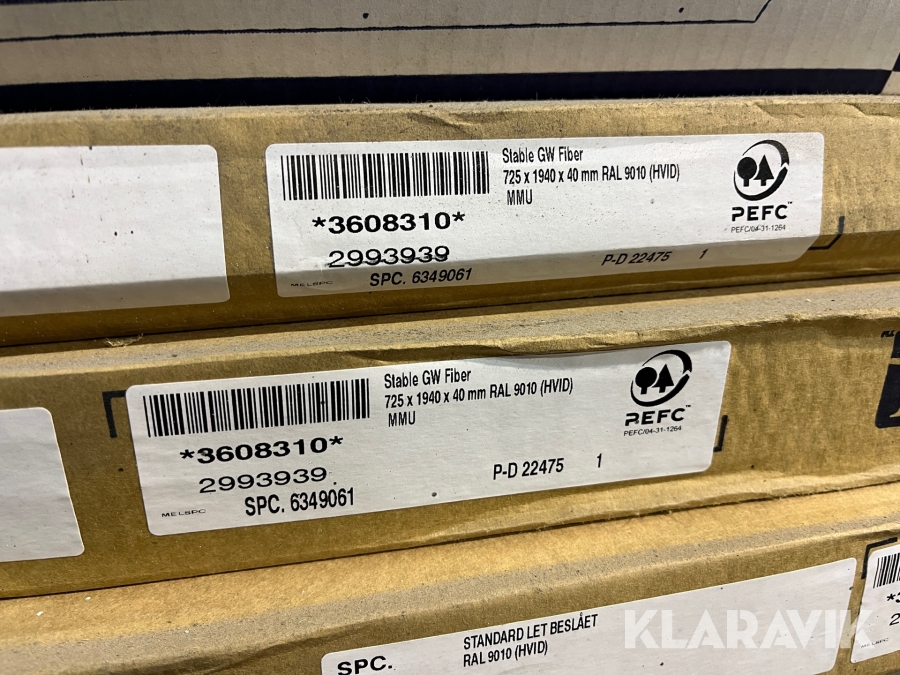 Stable GW Fiber
725 x 1940 x 40 mm RAL 9010 (HVID)
MMU
*3608310*
2993939
SPC. 6349061
MELSPC
P-D 22475 1
PEFC™
PEFC/04-31-1264
Stable GW Fiber
725 x 1940 x 40 mm RAL 9010 (HVID)
MMU
*3608310*
2993939
SPC. 6349061
MELSPC
P-D 22475 1
PEFC™
PEFC/04-31-1264
SPC.
STANDARD LET BESLÅET
RAL 9010 (HVID)
KLARAVIK